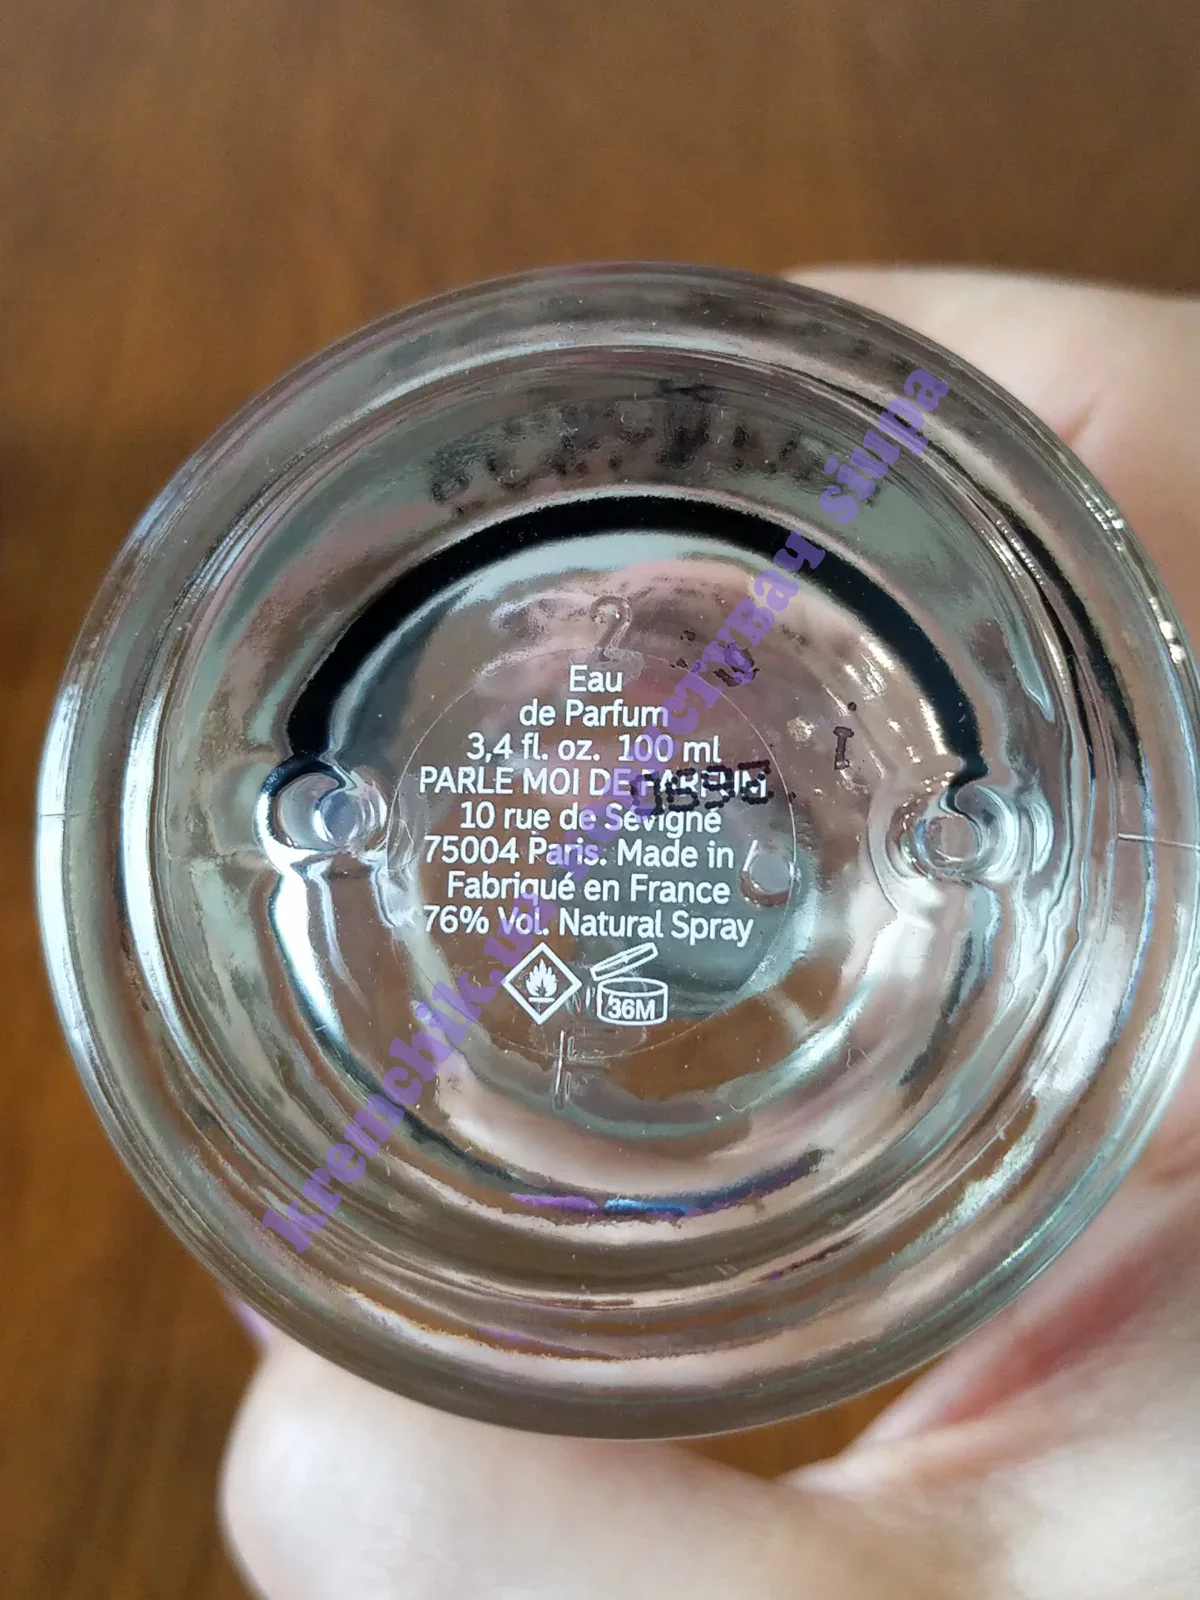 2
Eau
de Parfum
3,4 fl. oz. 100 ml
PARLE MOI DE PARFUM
10 rue de Sévigné
75004 Paris. Made in /
Fabriqué en France
76% Vol. Natural Spray
36M